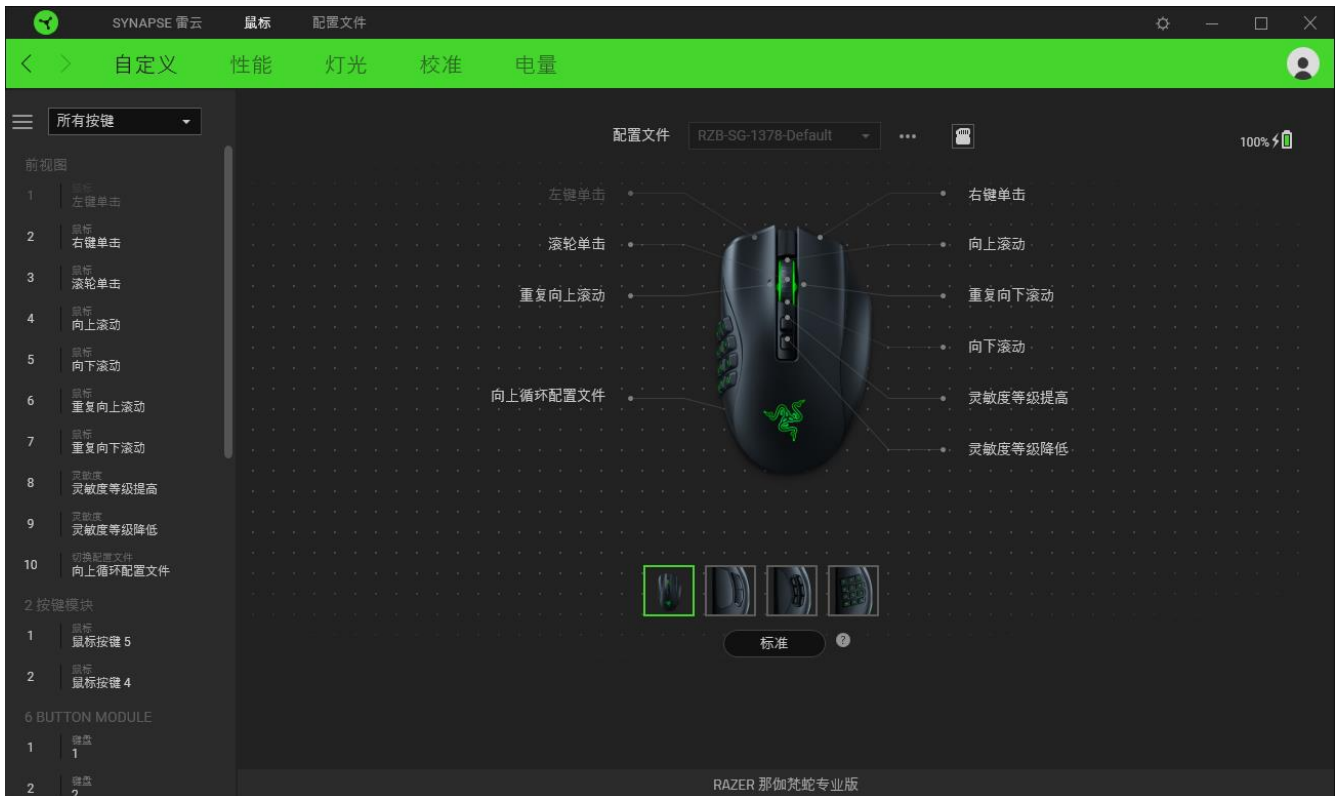 SYNAPSE 雷云 鼠标 配置文件
自定义 性能 灯光 校准 电量
所有按键
配置文件 RZB-SG-1378-Default
100%
前视图
1 鼠标
左键单击
2 鼠标
右键单击
3 鼠标
滚轮单击
4 鼠标
向上滚动
5 鼠标
向下滚动
6 鼠标
重复向上滚动
7 鼠标
重复向下滚动
8 灵敏度
灵敏度等级提高
9 灵敏度
灵敏度等级降低
10 切换配置文件
向上循环配置文件
2 按键模块
1 鼠标
鼠标按键 5
2 鼠标
鼠标按键 4
6 BUTTON MODULE
1 键盘
1
2 键盘
2
左键单击
滚轮单击
重复向上滚动
向上循环配置文件
右键单击
向上滚动
重复向下滚动
向下滚动
灵敏度等级提高
灵敏度等级降低
标准 ?
RAZER 那伽梵蛇专业版